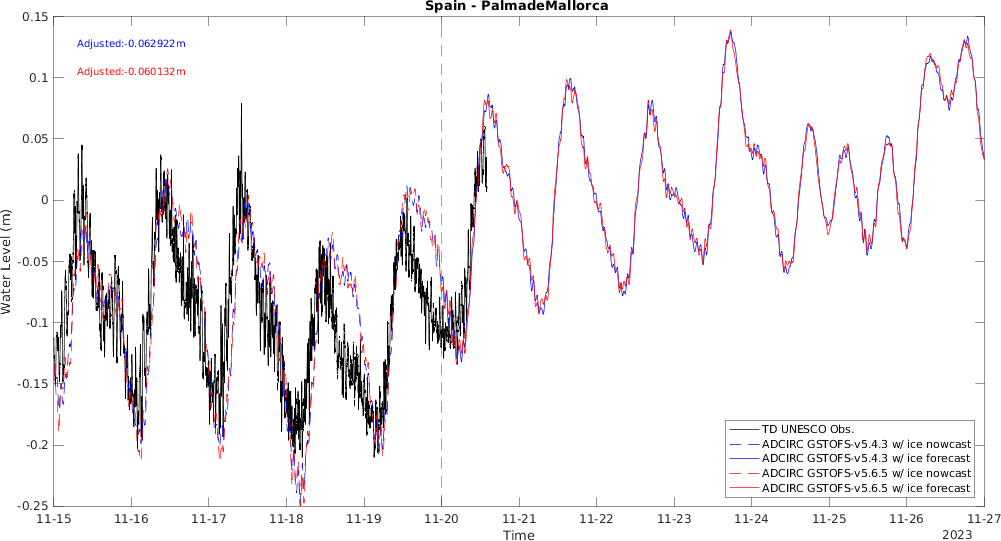 Spain - PalmadeMallorca
0.15
Adjusted:-0.062922m
Adjusted:-0.060132m
0.1
0.05
0
-0.05
-0.1
-0.15
-0.2
-0.25
Water Level (m)
TD UNESCO Obs.
ADCIRC GSTOFS-v5.4.3 w/ ice nowcast
ADCIRC GSTOFS-v5.4.3 w/ ice forecast
ADCIRC GSTOFS-v5.6.5 w/ ice nowcast
ADCIRC GSTOFS-v5.6.5 w/ ice forecast
11-15 11-16 11-17 11-18 11-19 11-20 11-21 11-22 11-23 11-24 11-25 11-26 11-27
Time
2023